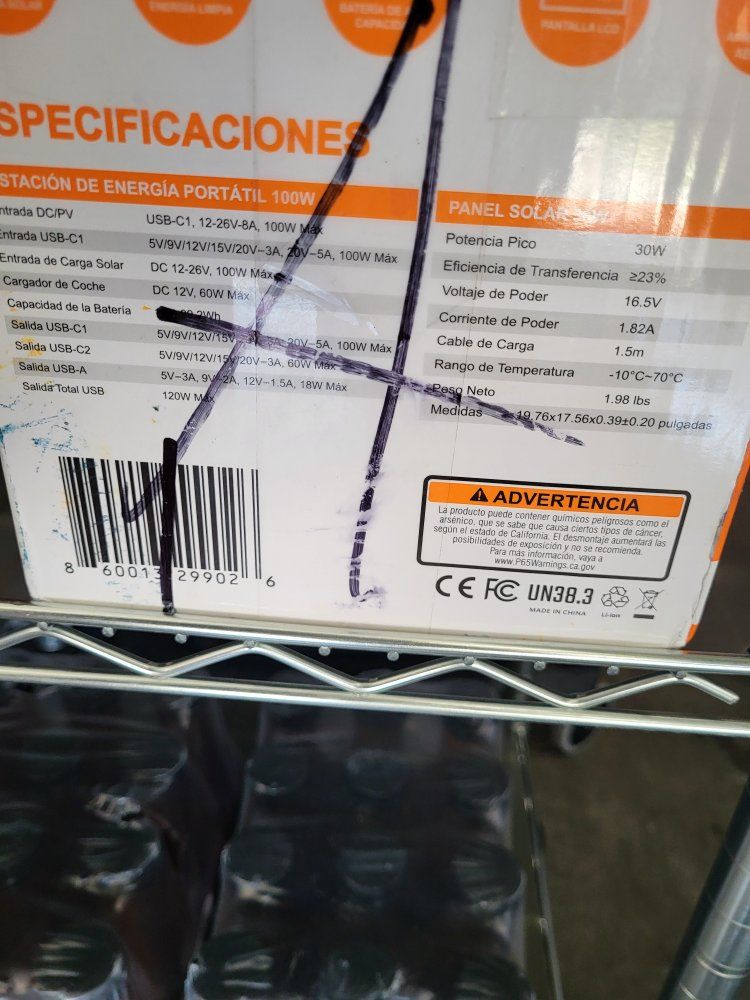 A SOLAR
ENERGÍA LIMPIA
BATERÍA DE
CAPACIDAD
PANTALLA LCD
SPECIFICACIONES
STACIÓN DE ENERGÍA PORTÁTIL 100W
ntrada DC/PV USB-C1, 12-26V-8A, 100W Máx
ntrada USB-C1 5V/9V/12V/15V/20V-3A, 20V-5A, 100W Máx
Entrada de Carga Solar DC 12-26V, 100W Máx
Cargador de Coche DC 12V, 60W Máx
Capacidad de la Batería 2Wh
Salida USB-C1 5V/9V/12V/15V 20V-5A, 100W Máx
Salida USB-C2 5V/9V/12V/15V/20V-3A, 60W Máx
Salida USB-A 5V-3A, 9V-2A, 12V-1.5A, 18W Máx
Salida Total USB 120W Máx
PANEL SOLAR
Potencia Pico 30W
Eficiencia de Transferencia ≥23%
Voltaje de Poder 16.5V
Corriente de Poder 1.82A
Cable de Carga 1.5m
Rango de Temperatura -10°C~70°C
Peso Neto 1.98 lbs
Medidas 19.76x17.56x0.39±0.20 pulgadas
8 60013 29902 6
ADVERTENCIA
La producto puede contener químicos peligrosos como el
arsénico, que se sabe que causa ciertos tipos de cáncer,
según el estado de California. El desmontaje aumentará las
posibilidades de exposición y no se recomienda.
Para más información, vaya a
www.P65Warnings.ca.gov
CE FC UN38.3
MADE IN CHINA
Li-ion